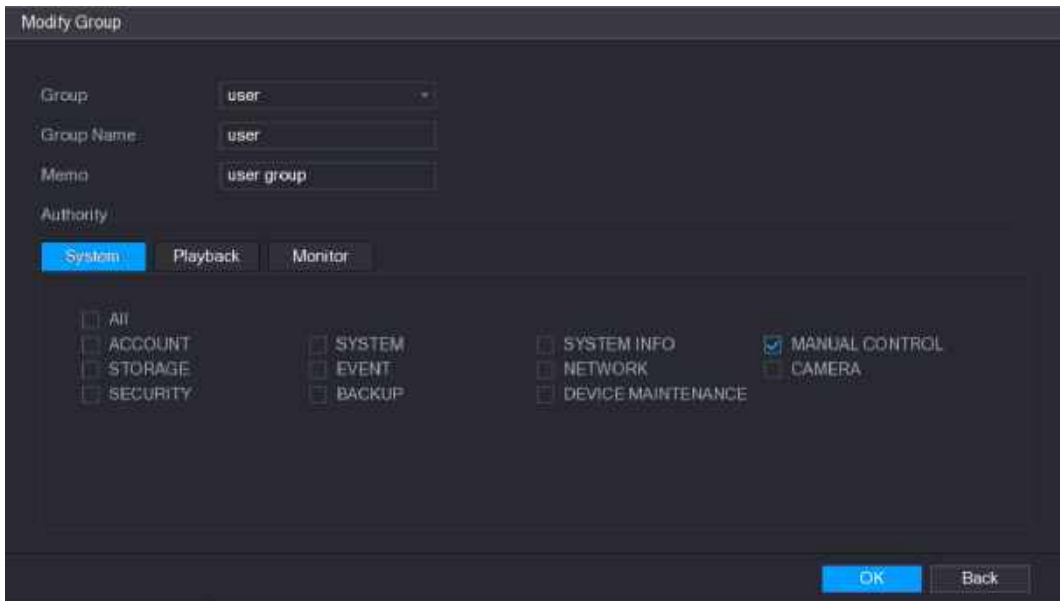 Modify Group
Group user
Group Name user
Memo user group
Authority
System Playback Monitor
All
ACCOUNT SYSTEM SYSTEM INFO MANUAL CONTROL
STORAGE EVENT NETWORK CAMERA
SECURITY BACKUP DEVICE MAINTENANCE
OK Back